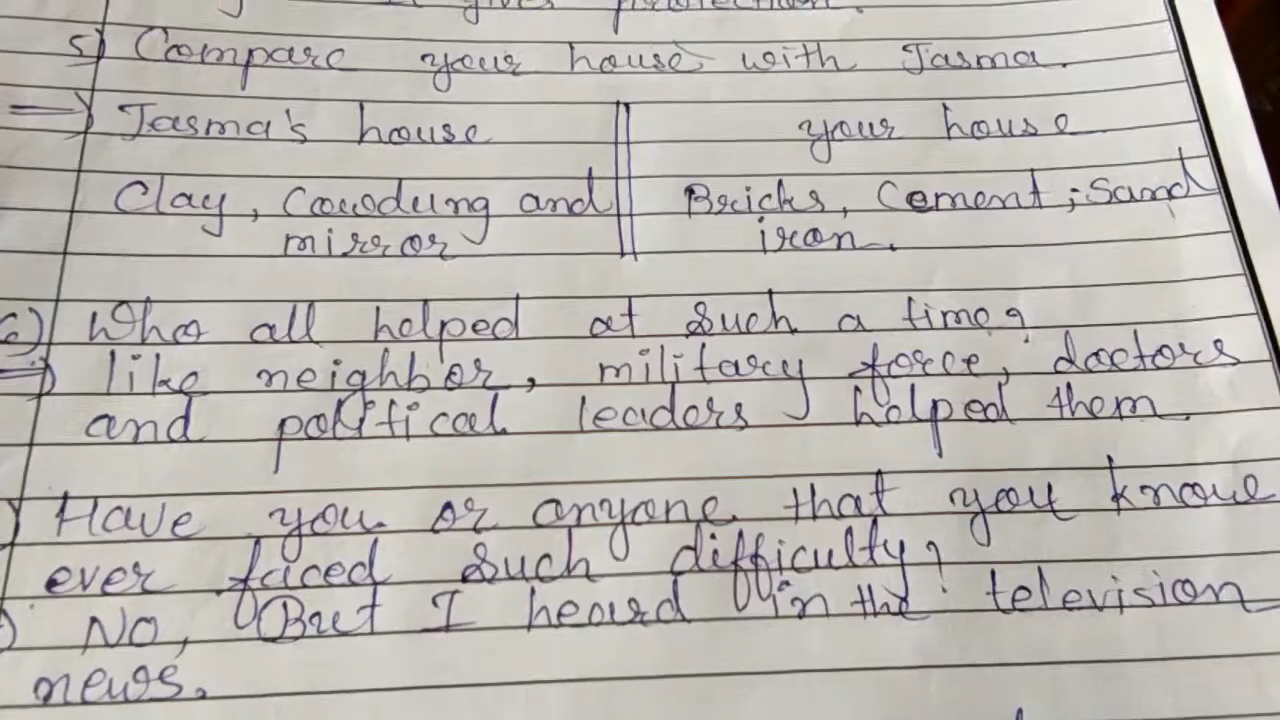 gives protection.
5) Compare your house with Jasma.
=> Jasma's house || your house
Clay, Cowdung and || Bricks, Cement, Sand
mirror || iron.
6) Who all helped at such a time?
=> like neighbor, military force, doctors
and political leaders helped them.
) Have you or anyone that you know
ever faced such difficulty?
) No, But I heard in the television
news.